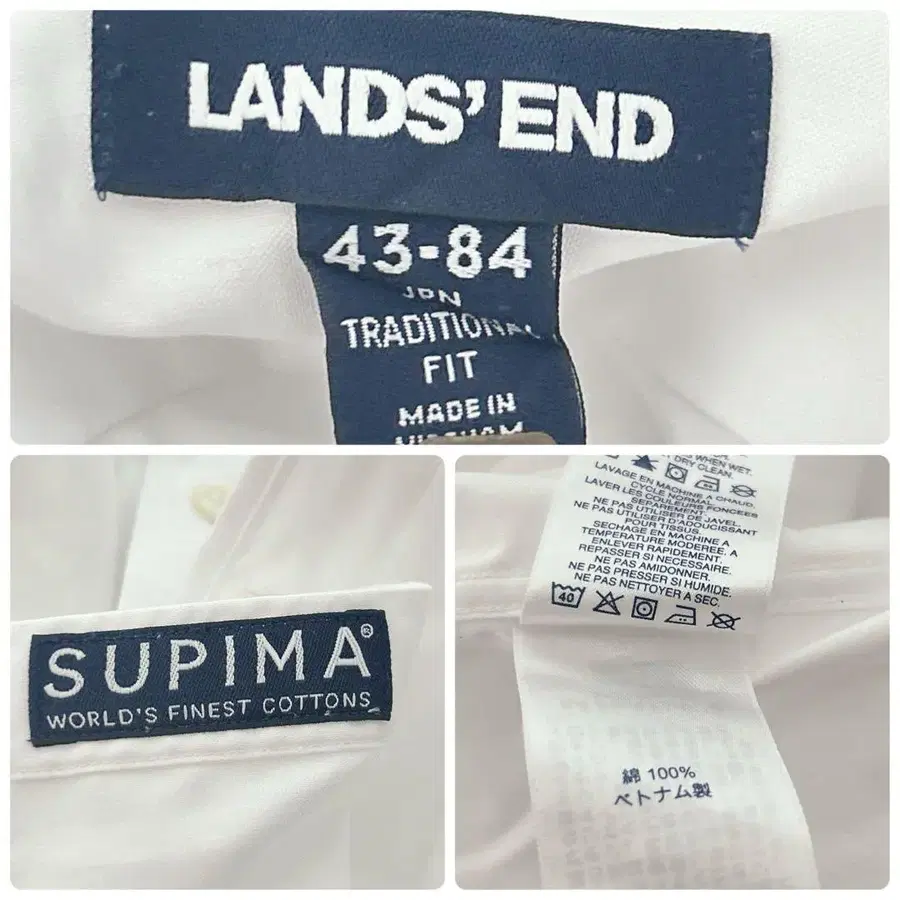 LANDS' END
43-84
JPN
TRADITIONAL
FIT
MADE IN
VIETNAM
SUPIMA®
WORLD'S FINEST COTTONS
WHEN WET.
DRY CLEAN.
LAVAGE EN MACHINE A CHAUD.
CYCLE NORMAL.
LAVER LES COULEURS FONCEES
SEPAREMENT.
NE PAS UTILISER DE JAVEL.
NE PAS UTILISER D'ADOUCISSANT
POUR TISSUS.
SECHAGE EN MACHINE A
TEMPERATURE MODEREE. A
ENLEVER RAPIDEMENT.
REPASSER SI NECESSAIRE.
NE PAS AMIDONNER.
NE PAS PRESSER SI HUMIDE.
NE PAS NETTOYER A SEC.
40
綿 100%
ベトナム製